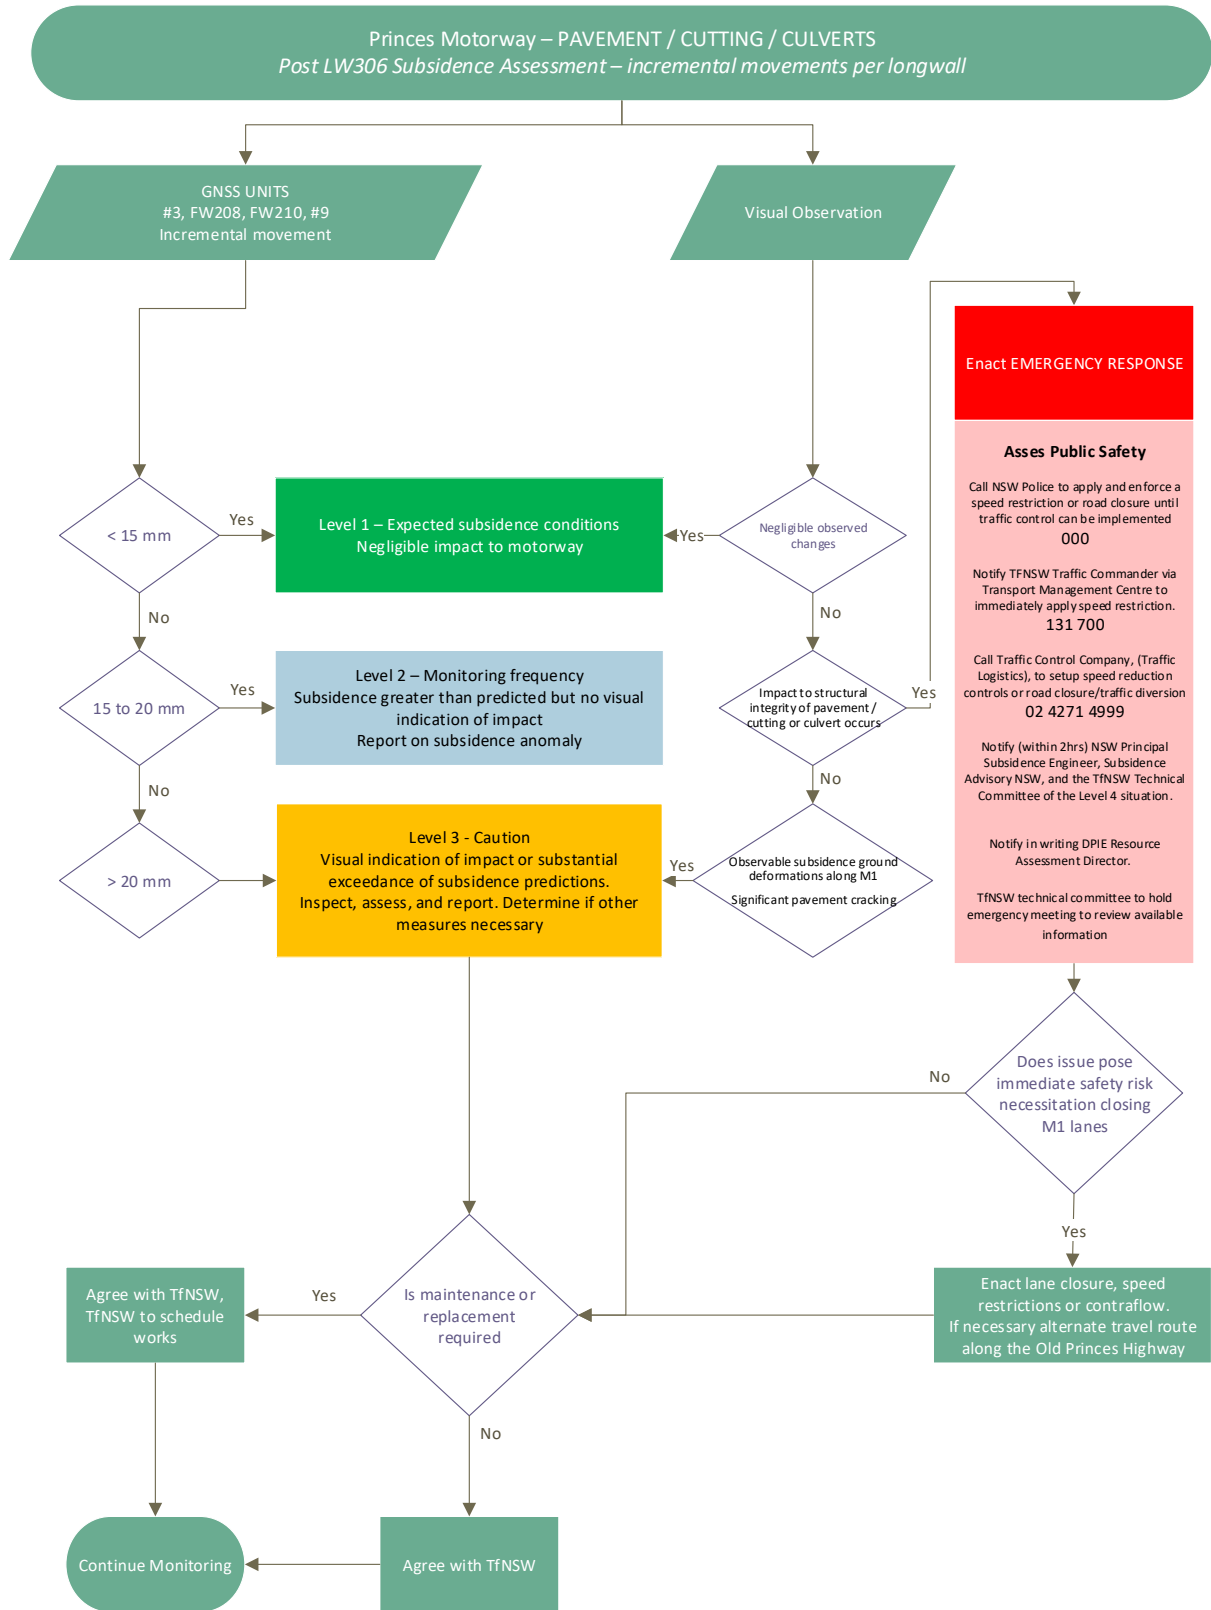 Princes Motorway – PAVEMENT / CUTTING / CULVERTS
Post LW306 Subsidence Assessment – incremental movements per longwall
GNSS UNITS
#3, FW208, FW210, #9
Incremental movement
Visual Observation
Enact EMERGENCY RESPONSE
Asses Public Safety
Call NSW Police to apply and enforce a
speed restriction or road closure until
traffic control can be implemented
000
Notify TFNSW Traffic Commander via
Transport Management Centre to
immediately apply speed restriction.
131 700
Call Traffic Control Company, (Traffic
Logistics), to setup speed reduction
controls or road closure/traffic diversion
02 4271 4999
Notify (within 2hrs) NSW Principal
Subsidence Engineer, Subsidence
Advisory NSW, and the TfNSW Technical
Committee of the Level 4 situation.
Notify in writing DPIE Resource
Assessment Director.
TfNSW technical committee to hold
emergency meeting to review available
information
< 15 mm
Yes
Level 1 – Expected subsidence conditions
Negligible impact to motorway
Yes
Negligible observed
changes
No
No
15 to 20 mm
Yes
Level 2 – Monitoring frequency
Subsidence greater than predicted but no visual
indication of impact
Report on subsidence anomaly
Impact to structural
integrity of pavement /
cutting or culvert occurs
Yes
No
No
> 20 mm
Level 3 - Caution
Visual indication of impact or substantial
exceedance of subsidence predictions.
Inspect, assess, and report. Determine if other
measures necessary
Yes
Observable subsidence ground
deformations along M1
Significant pavement cracking
Does issue pose
immediate safety risk
necessitation closing
M1 lanes
No
Yes
Enact lane closure, speed
restrictions or contraflow.
If necessary alternate travel route
along the Old Princes Highway
Is maintenance or
replacement
required
Yes
Agree with TfNSW,
TfNSW to schedule
works
No
Agree with TfNSW
Continue Monitoring